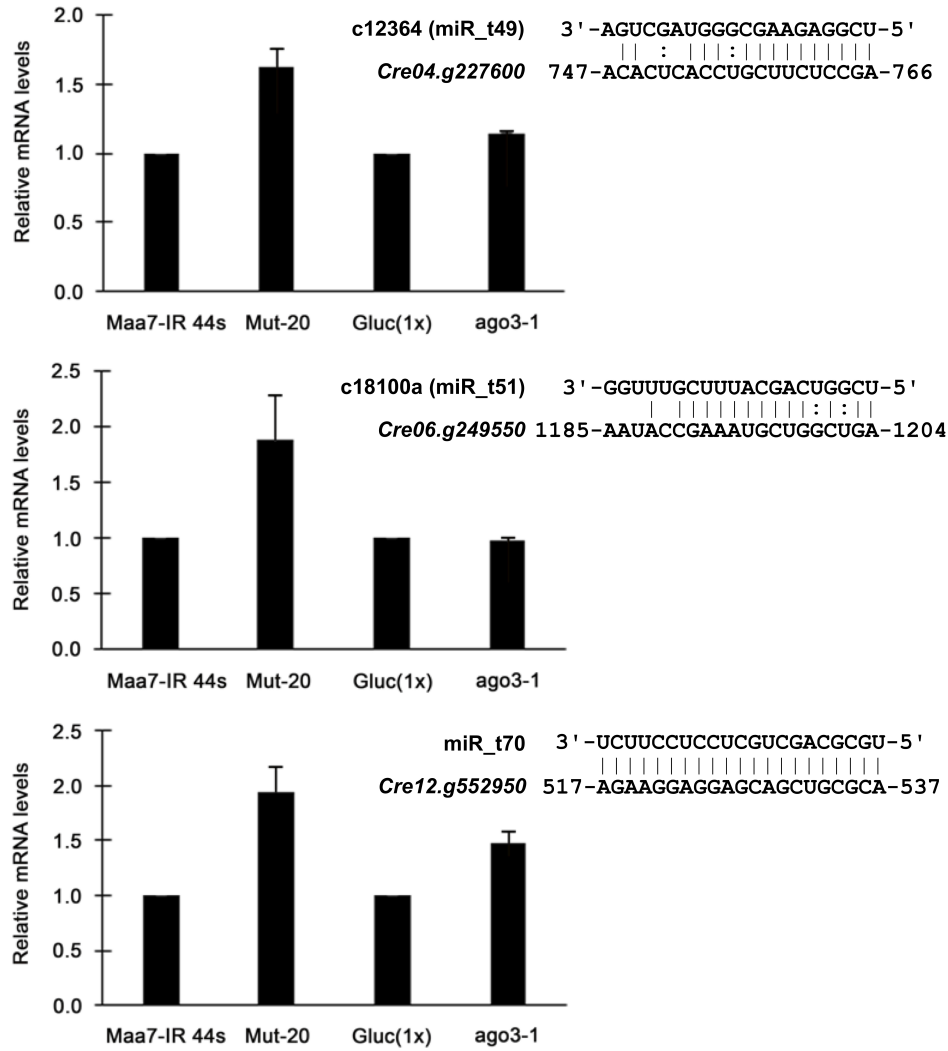 2.0
1.5
1.0
0.5
0.0
Relative mRNA levels
c12364 (miR_t49) 3'-AGUCGAUGGGCGAAGAGGCU-5'
|| : |||:||||||||||
Cre04.g227600 747-ACACUCACCUGCUUCUCCGA-766
Maa7-IR 44s Mut-20 Gluc(1x) ago3-1
2.5
2.0
1.5
1.0
0.5
0.0
Relative mRNA levels
c18100a (miR_t51) 3'-GGUUUGCUUUACGACUGGCU-5'
| ||||||||||:|:||
Cre06.g249550 1185-AAUACCGAAAUGCUGGCUGA-1204
Maa7-IR 44s Mut-20 Gluc(1x) ago3-1
2.5
2.0
1.5
1.0
0.5
0.0
Relative mRNA levels
miR_t70 3'-UCUUCCUCCUCGUCGACGCGU-5'
|||||||||||||||||||||
Cre12.g552950 517-AGAAGGAGGAGCAGCUGCGCA-537
Maa7-IR 44s Mut-20 Gluc(1x) ago3-1